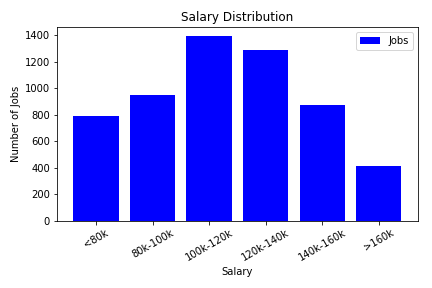 Salary Distribution
Jobs
Number of Jobs
1400
1200
1000
800
600
400
200
0
<80k
80k-100k
100k-120k
120k-140k
140k-160k
>160k
Salary